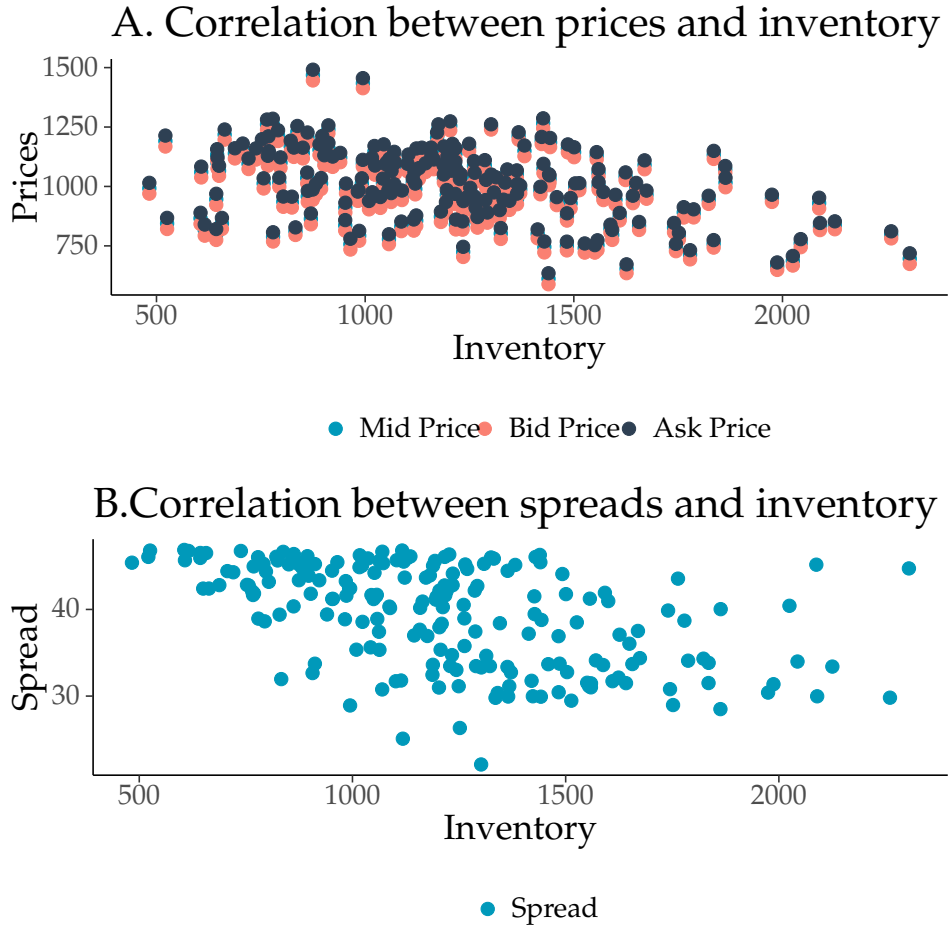 A. Correlation between prices and inventory
1500
1250
1000
750
Prices
500 1000 1500 2000
Inventory
Mid Price Bid Price Ask Price
B.Correlation between spreads and inventory
40
30
Spread
500 1000 1500 2000
Inventory
Spread